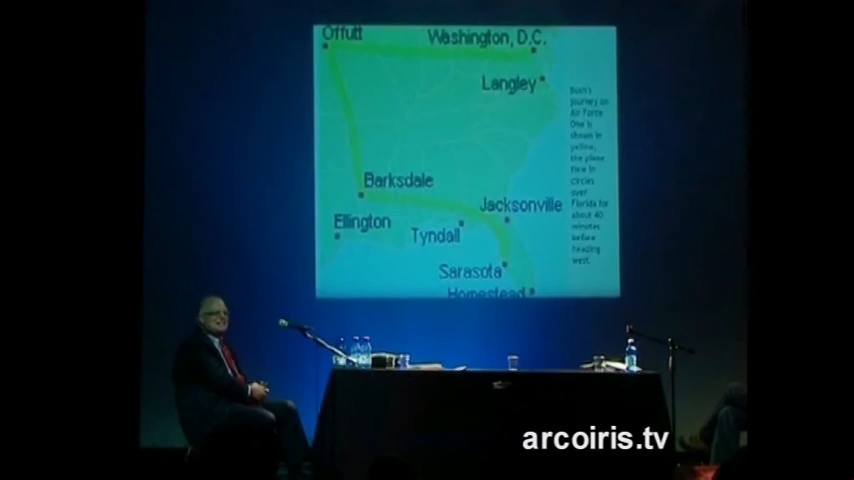 Offutt
Washington, D.C.
Langley
Barksdale
Jacksonville
Ellington
Tyndall
Sarasota
Homestead
Bush's
journey on
Air Force
One is
shown in
yellow;
the plane
flew in
circles
over
Florida for
about 40
minutes
before
heading
west.
arcoiris.tv